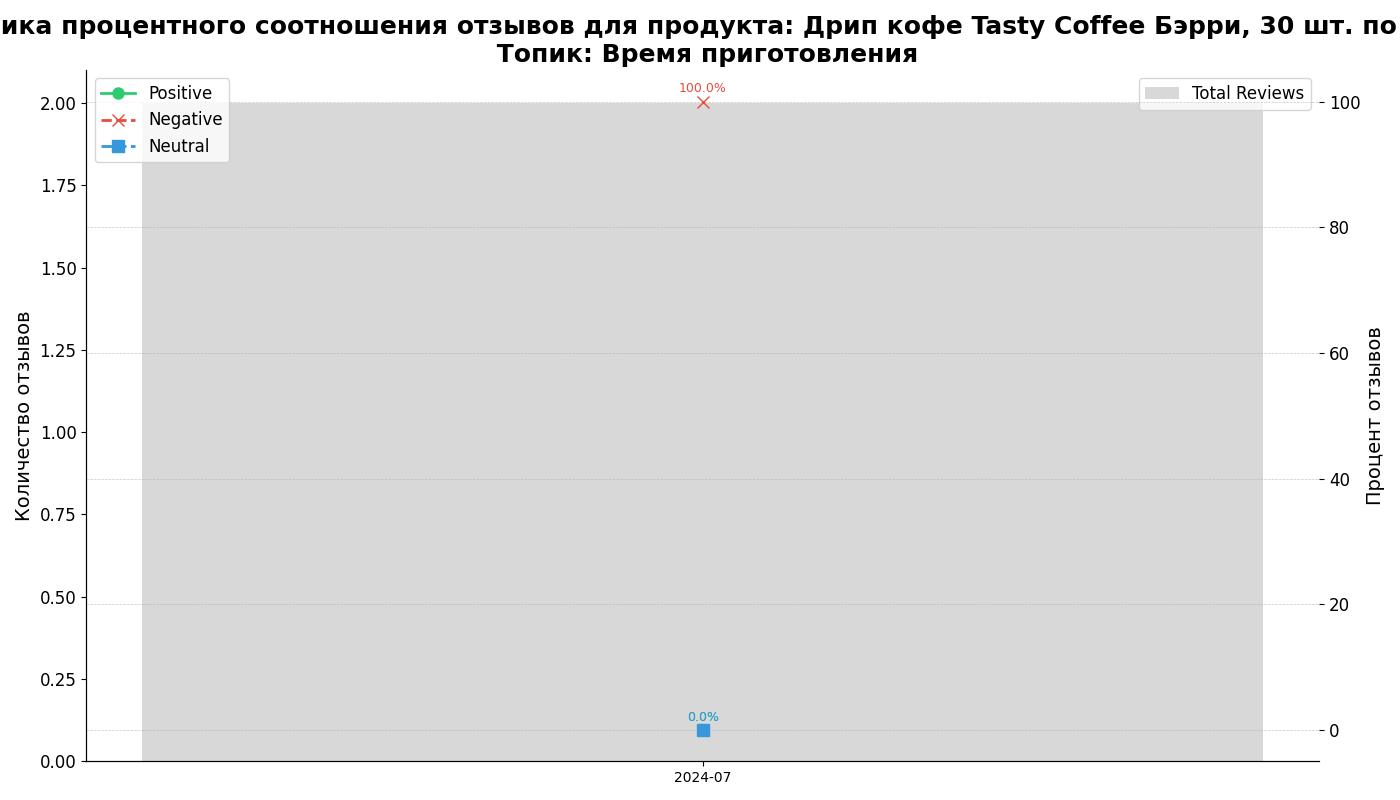 ика процентного соотношения отзывов для продукта: Дрип кофе Tasty Coffee Бэрри, 30 шт. по
Топик: Время приготовления
Positive
Negative
Neutral
Total Reviews
100.0%
0.0%
2.00
1.75
1.50
1.25
1.00
0.75
0.50
0.25
0.00
Количество отзывов
100
80
60
40
20
0
Процент отзывов
2024-07